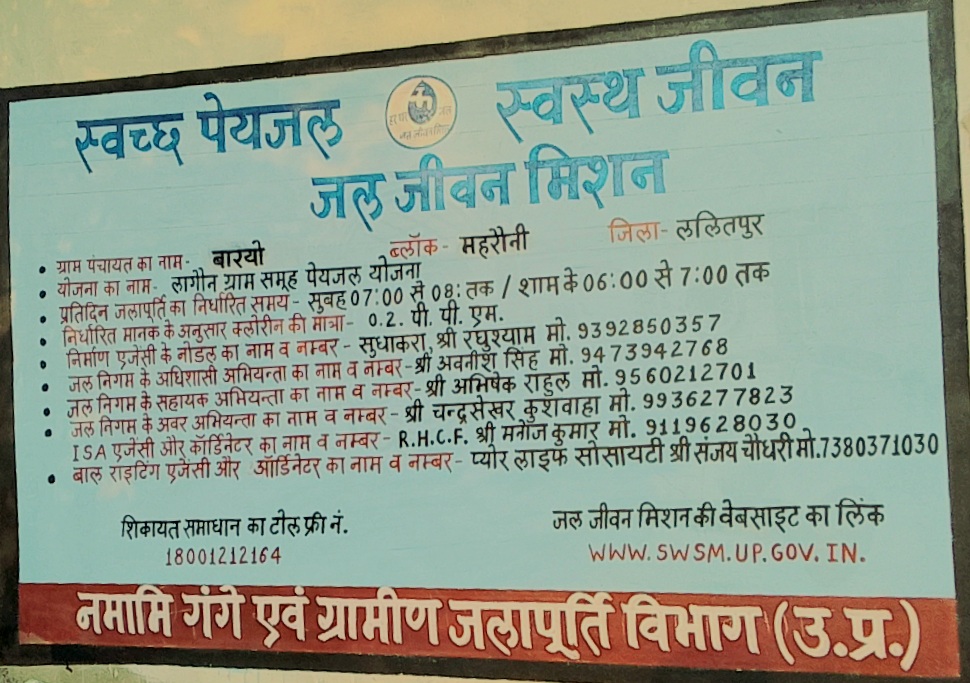 स्वच्छ पेयजल स्वस्थ जीवन
जल जीवन मिशन
ग्राम पंचायत का नाम- बारयो ब्लॉक- महरौनी जिला- ललितपुर
योजना का नाम- लागौन ग्राम समूह पेयजल योजना
प्रतिदिन जलापूर्ति का निर्धारित समय- सुबह 07:00 से 08: तक / शाम के 06:00 से 7:00 तक
निर्धारित मानक के अनुसार क्लोरीन की मात्रा- 0.2. पी. पी. एम.
निर्माण एजेंसी के नोडल का नाम व नम्बर - सुधाकरा, श्री रघुश्याम मो. 9392850357
जल निगम के अधिशासी अभियन्ता का नाम व नम्बर-श्री अवनीश सिंह मो. 9473942768
जल निगम के सहायक अभियन्ता का नाम व नम्बर-श्री अभिषेक राहुल मो. 9560212701
जल निगम के अवर अभियन्ता का नाम व नम्बर- श्री चन्द्रसेखर कुशवाहा मो. 9936277823
ISA एजेंसी और कॉर्डिनेटर का नाम व नम्बर- R.H.C.F. श्री मनोज कुमार मो. 9119628030
बाल राइटिंग एजेंसी और ऑर्डिनेटर का नाम व नम्बर- प्योर लाइफ सोसायटी श्री संजय चौधरी मो.7380371030
शिकायत समाधान का टोल फ्री नं.
18001212164
जल जीवन मिशन की वेबसाइट का लिंक
WWW.SWSM.UP.GOV.IN.
नमामि गंगे एवं ग्रामीण जलापूर्ति विभाग (उ.प्र.)